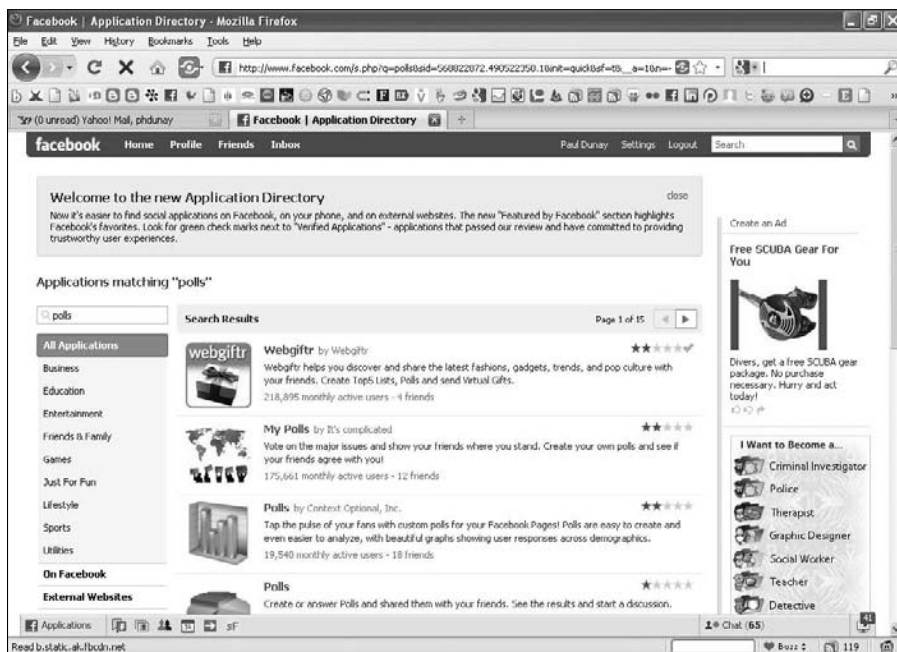 Facebook | Application Directory - Mozilla Firefox
File Edit View History Bookmarks Tools Help
Yahoo! Mail, phdunay
(0 unread)
Facebook | Application Directory
facebook Home Profile Friends Inbox Paul Dunay Settings Logout Search
Welcome to the new Application Directory close
Now it's easier to find social applications on Facebook, on your phone, and on external websites. The new "Featured by Facebook" section highlights
Facebook's favorites. Look for green check marks next to "Verified Applications" - applications that passed our review and have committed to providing
trustworthy user experiences.
Applications matching "polls"
polls
All Applications
Business
Education
Entertainment
Friends & Family
Games
Just For Fun
Lifestyle
Sports
Utilities
On Facebook
External Websites
Search Results Page 1 of 15
webgiftr
Webgiftr by Webgiftr
Webgiftr helps you discover and share the latest fashions, gadgets, trends, and pop culture with
your friends. Create Top5 Lists, Polls and send Virtual Gifts.
218,895 monthly active users - 4 friends
My Polls by It's complicated
Vote on the major issues and show your friends where you stand. Create your own polls and see if
your friends agree with you!
175,661 monthly active users - 12 friends
Polls by Context Optional, Inc.
Tap the pulse of your fans with custom polls for your Facebook Pages! Polls are easy to create and
even easier to analyze, with beautiful graphs showing user responses across demographics.
19,540 monthly active users - 18 friends
Polls
Create or answer Polls and shared them with your friends. See the results and start a discussion.
Create an Ad
Free SCUBA Gear For
You
Divers, get a free SCUBA gear
package. No purchase
necessary. Hurry and act
today!
I Want to Become a...
Criminal Investigator
Police
Therapist
Graphic Designer
Social Worker
Teacher
Detective
Applications sF Chat (65) 41
Read b.static.ak.fbcdn.net Buzz 119